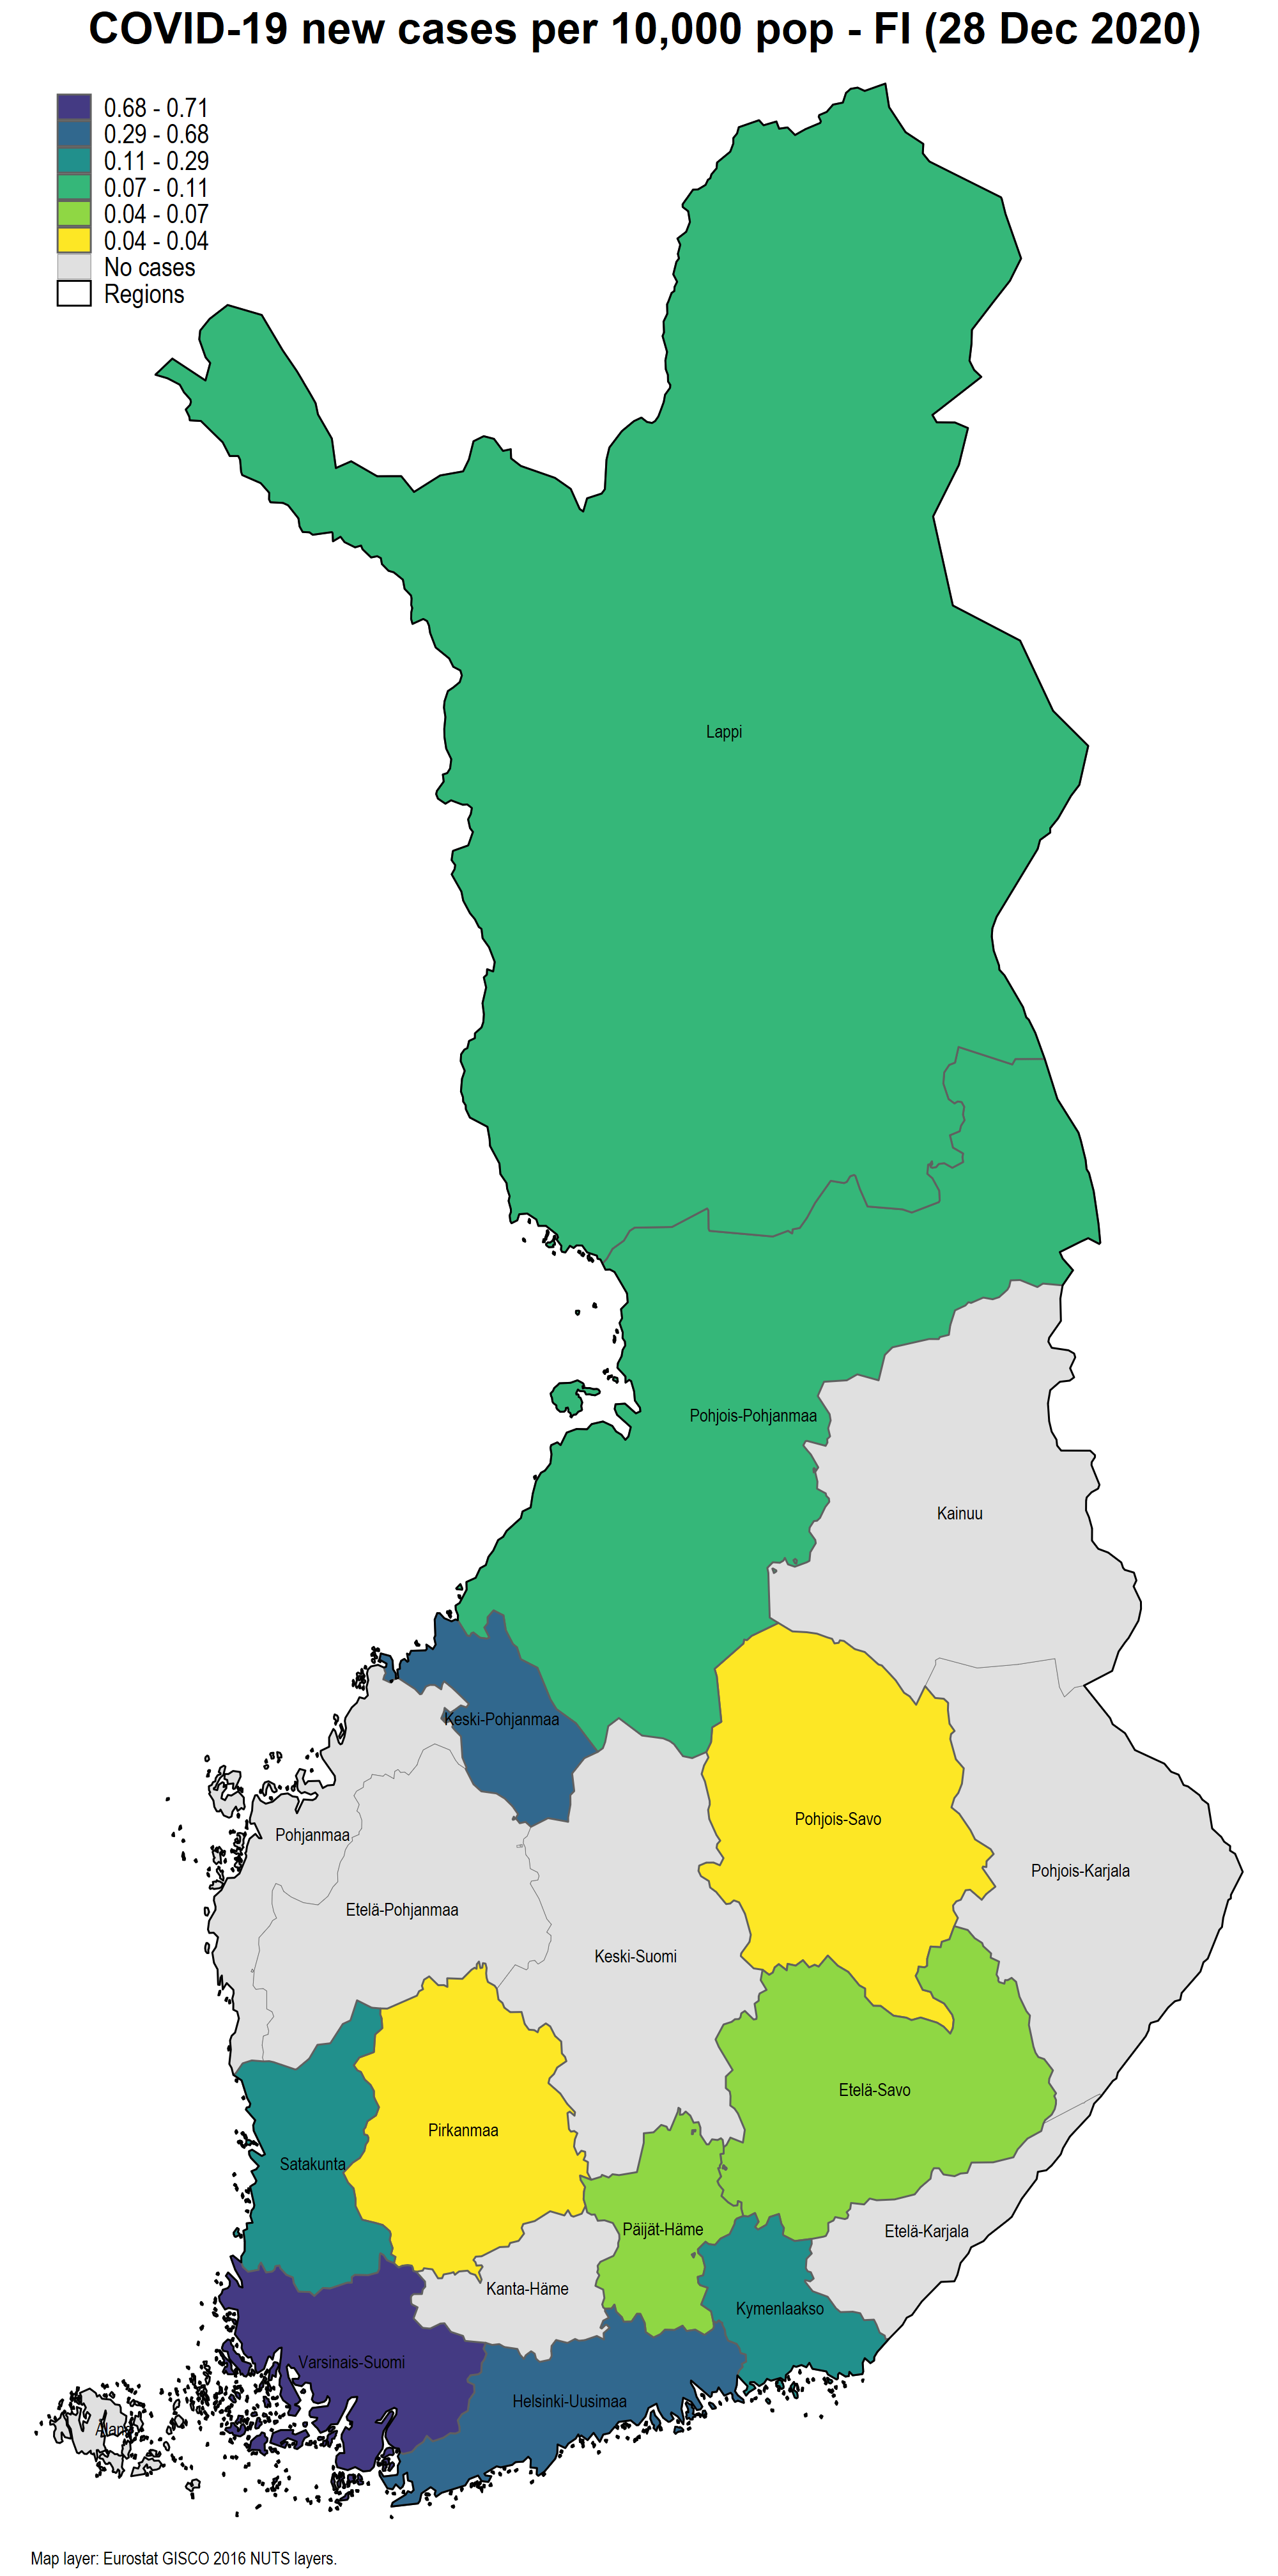 COVID-19 new cases per 10,000 pop - FI (28 Dec 2020)
0.68 - 0.71
0.29 - 0.68
0.11 - 0.29
0.07 - 0.11
0.04 - 0.07
0.04 - 0.04
No cases
Regions
Lappi
Pohjois-Pohjanmaa
Kainuu
Keski-Pohjanmaa
Pohjois-Savo
Pohjanmaa
Pohjois-Karjala
Etelä-Pohjanmaa
Keski-Suomi
Etelä-Savo
Pirkanmaa
Satakunta
Päijät-Häme
Etelä-Karjala
Kanta-Häme
Kymenlaakso
Varsinais-Suomi
Helsinki-Uusimaa
Map layer: Eurostat GISCO 2016 NUTS layers.